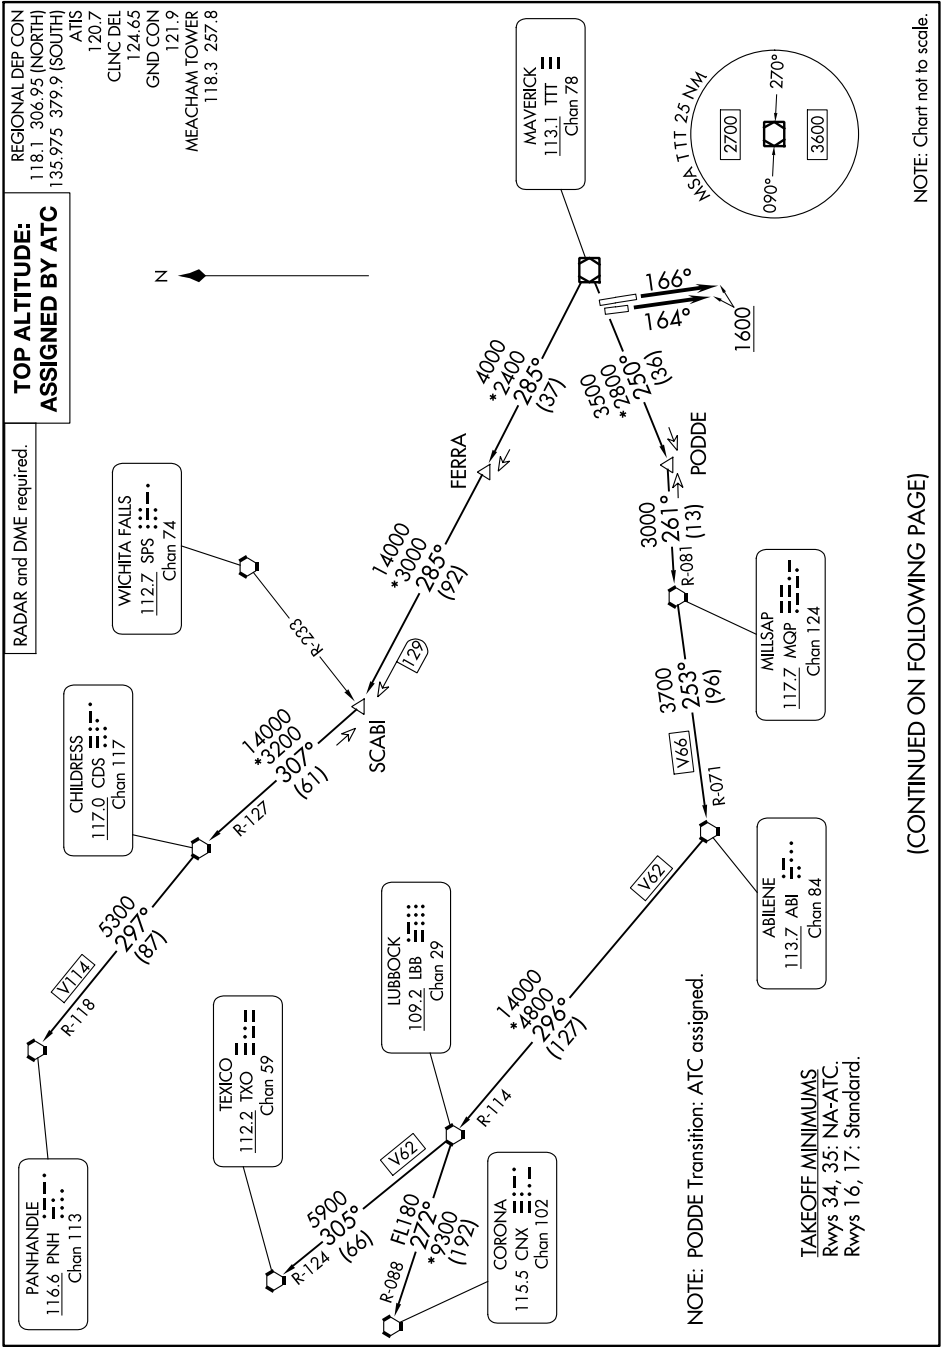 REGIONAL DEP CON
118.1 306.95 (NORTH)
135.975 379.9 (SOUTH)
ATIS
120.7
CLNC DEL
124.65
GND CON
121.9
MEACHAM TOWER
118.3 257.8
TOP ALTITUDE:
ASSIGNED BY ATC
RADAR and DME required.
N
PANHANDLE
116.6 PNH
Chan 113
V114
R-118
5300
297°
(87)
CHILDRESS
117.0 CDS
Chan 117
R-127
14000
*3200
307°
(61)
WICHITA FALLS
112.7 SPS
Chan 74
R-233
SCABI
129
14000
*3000
285°
(92)
FERRA
4000
*2400
285°
(37)
MAVERICK
113.1 TTT
Chan 78
MSA TTT 25 NM
2700
3600
270°
090°
NOTE: Chart not to scale.
166°
164°
1600
3500
*2800
250°
(36)
PODDE
3000
261°
(13)
R-081
MILLSAP
117.7 MQP
Chan 124
3700
253°
(96)
V66
R-071
ABILENE
113.7 ABI
Chan 84
V62
14000
*4800
296°
(127)
R-114
LUBBOCK
109.2 LBB
Chan 29
V62
5900
305°
(66)
R-124
TEXICO
112.2 TXO
Chan 59
FL180
272°
*9300
(192)
R-088
CORONA
115.5 CNX
Chan 102
NOTE: PODDE Transition: ATC assigned.
TAKEOFF MINIMUMS
Rwys 34, 35: NA-ATC.
Rwys 16, 17: Standard.
(CONTINUED ON FOLLOWING PAGE)